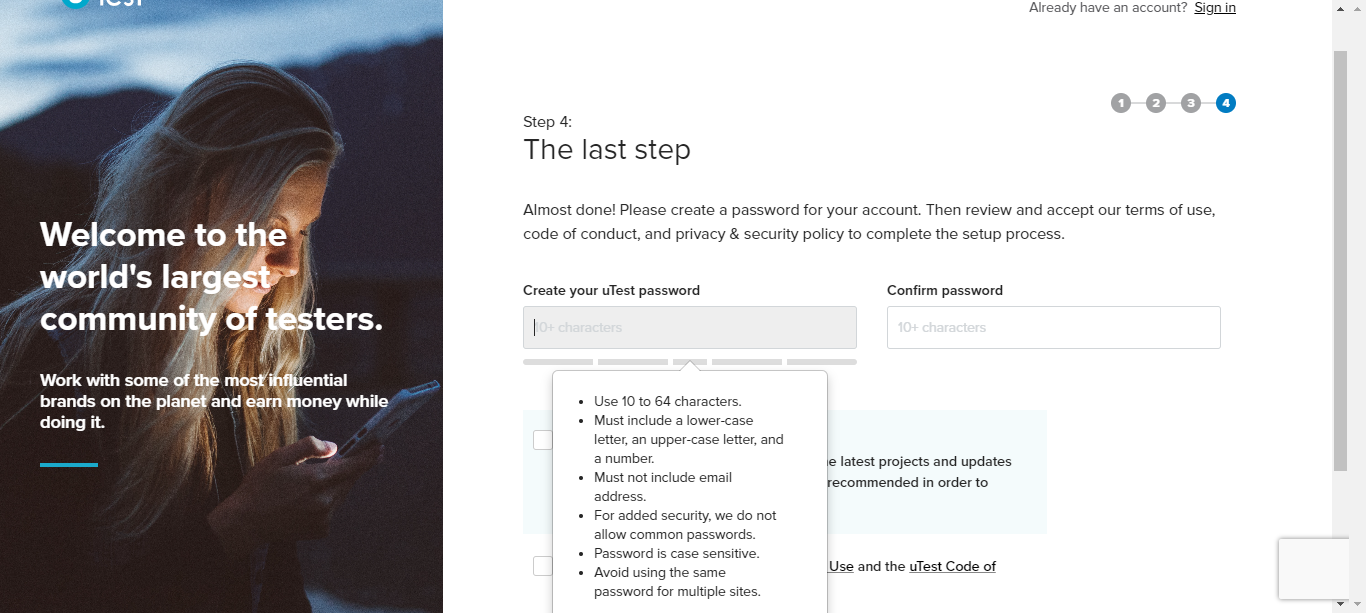 Already have an account? Sign in
1 2 3 4
Step 4:
The last step
Almost done! Please create a password for your account. Then review and accept our terms of use,
code of conduct, and privacy & security policy to complete the setup process.
Create your uTest password
Confirm password
10+ characters
10+ characters
• Use 10 to 64 characters.
• Must include a lower-case
letter, an upper-case letter, and
a number.
• Must not include email
address.
• For added security, we do not
allow common passwords.
• Password is case sensitive.
• Avoid using the same
password for multiple sites.
latest projects and updates
recommended in order to
Use and the uTest Code of
Welcome to the
world's largest
community of testers.
Work with some of the most influential
brands on the planet and earn money while
doing it.